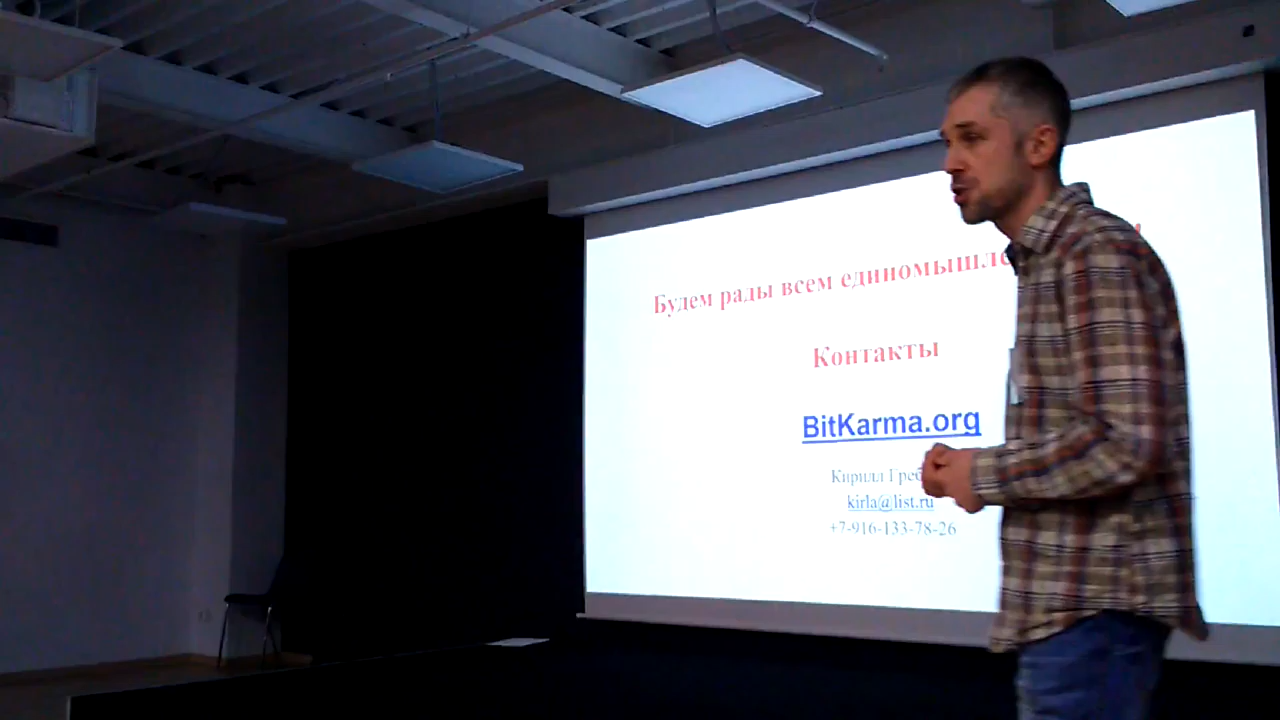 Будем рады всем
Контакты
BitKarma.org
Кирилл
kirla@list.ru
+7-916-133-78-26